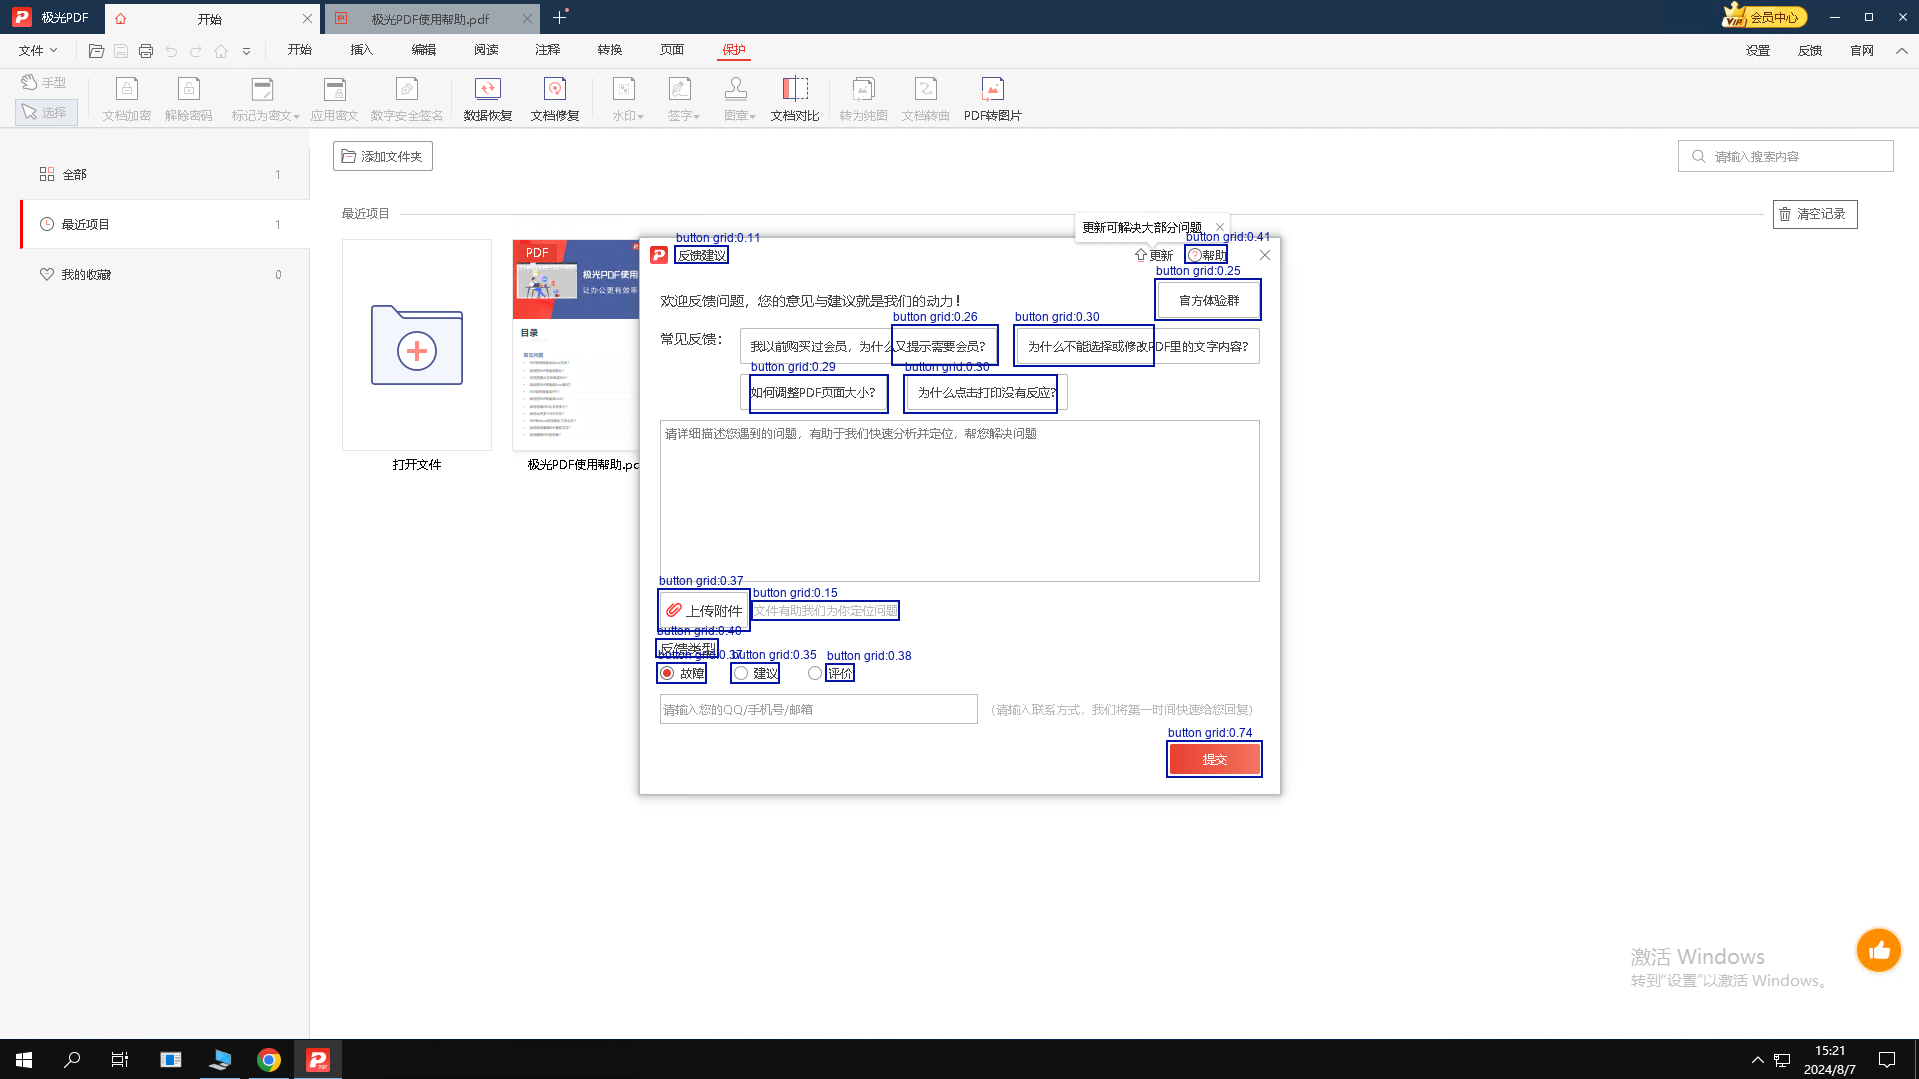 极光PDF
开始
极光PDF使用帮助.pdf
会员中心
文件
开始
插入
编辑
阅读
注释
转换
页面
保护
设置
反馈
官网
手型
选择
文档加密
解除密码
标记为密文
应用密文
数字安全签名
数据恢复
文档修复
水印
签字
图章
文档对比
转为纯图
文档转曲
PDF转图片
全部
1
最近项目
1
我的收藏
0
添加文件夹
请输入搜索内容
最近项目
清空记录
打开文件
PDF
极光PDF使用
让办公更有效率
目录
常见问题
极光PDF使用帮助.pd
更新可解决大部分问题
button grid:0.11
反馈建议
更新
button grid:0.41
帮助
button grid:0.25
官方体验群
欢迎反馈问题，您的意见与建议就是我们的动力！
常见反馈：
button grid:0.26
我以前购买过会员，为什么又提示需要会员？
button grid:0.30
为什么不能选择或修改PDF里的文字内容？
button grid:0.29
如何调整PDF页面大小？
button grid:0.30
为什么点击打印没有反应？
请详细描述您遇到的问题，有助于我们快速分析并定位，帮您解决问题
button grid:0.37
上传附件
button grid:0.15
文件有助我们为你定位问题
button grid:0.40
反馈类型
button grid:0.37
故障
button grid:0.35
建议
button grid:0.38
评价
请输入您的QQ/手机号/邮箱
（请输入联系方式，我们将第一时间快速给您回复）
button grid:0.74
提交
激活 Windows
转到“设置”以激活 Windows。
15:21
2024/8/7